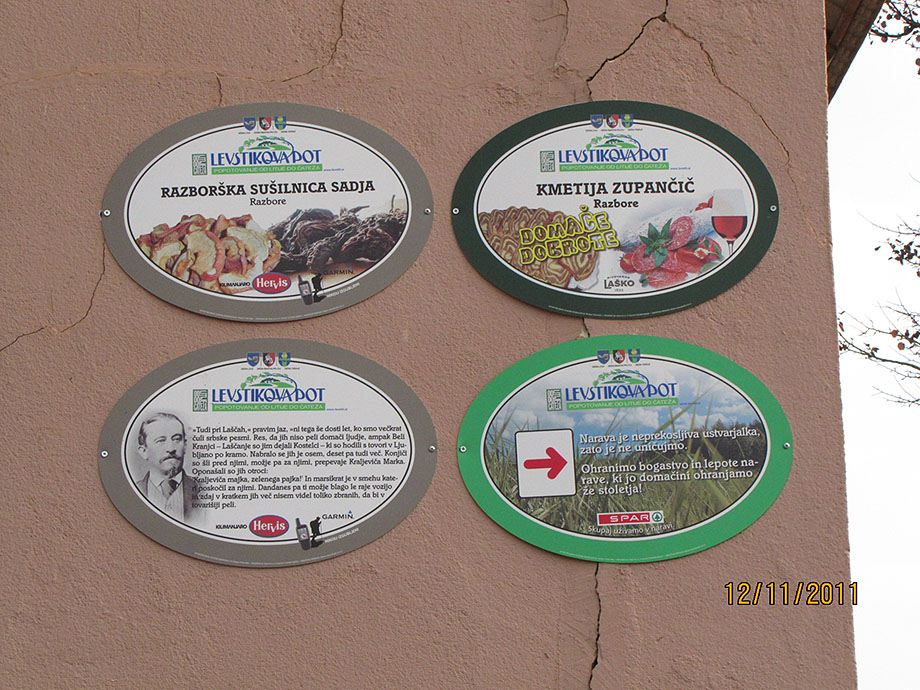 LEVSTIKOVA POT
POPOTOVANJE OD LITIJE DO ČATEŽA
RAZBORŠKA SUŠILNICA SADJA
Razbore
KILIMANJARO
Hervis
GARMIN
LEVSTIKOVA POT
POPOTOVANJE OD LITIJE DO ČATEŽA
KMETIJA ZUPANČIČ
Razbore
DOMAČE
DOBROTE
PIVOVARNA
LAŠKO
1825
LEVSTIKOVA POT
POPOTOVANJE OD LITIJE DO ČATEŽA
»Tudi pri Laščah,« pravim jaz, »ni tega še dosti let, ko smo večkrat
čuli srbske pesmi. Res, da jih niso peli domači ljudje, ampak Beli
Kranjci – Laščanje so jim dejali Kostelci – ki so hodili s tovori v Lju
bljano po kramo. Nabralo se jih je osem, deset pa tudi več. Konjiči
so šli pred njimi, možje pa za njimi, prepevaje Kraljeviča Marka.
Oponašali so jih otroci:
Kraljeviča majka, zelenega pajka! In marsikrat je v smehu kate-
ri poskočil za njimi. Dandanes pa ti možje blago le raje vozijo
in zdaj v kratkem jih več nisem videl toliko zbranih, da bi v
tovarišji peli.
KILIMANJARO
Hervis
GARMIN
LEVSTIKOVA POT
POPOTOVANJE OD LITIJE DO ČATEŽA
Narava je neprekosljiva ustvarjalka,
zato je ne uničujmo.
Ohranimo bogastvo in lepote na-
rave, ki jo domačini ohranjamo
že stoletja!
SPAR
Skupaj uživamo v naravi.
12/11/2011